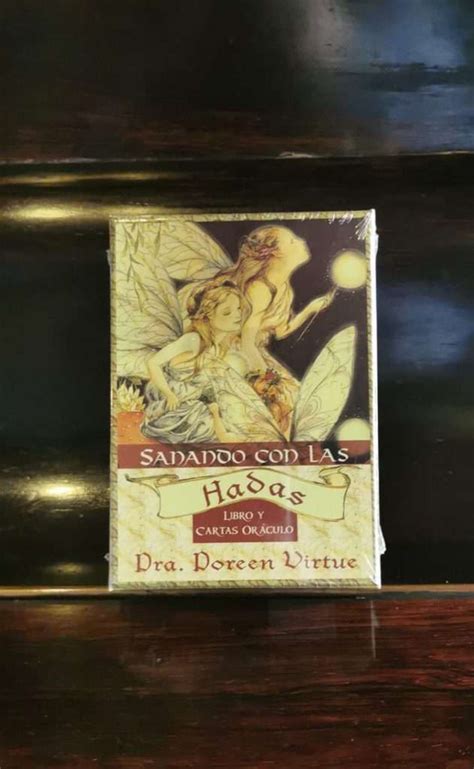 Sanando con Las
Hadas
Libro y
Cartas Oráculo
Dra. Doreen Virtue